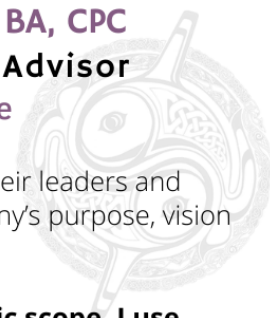 BA, CPC
Advisor
e
eir leaders and
ny's purpose, vision
ic scope. I use